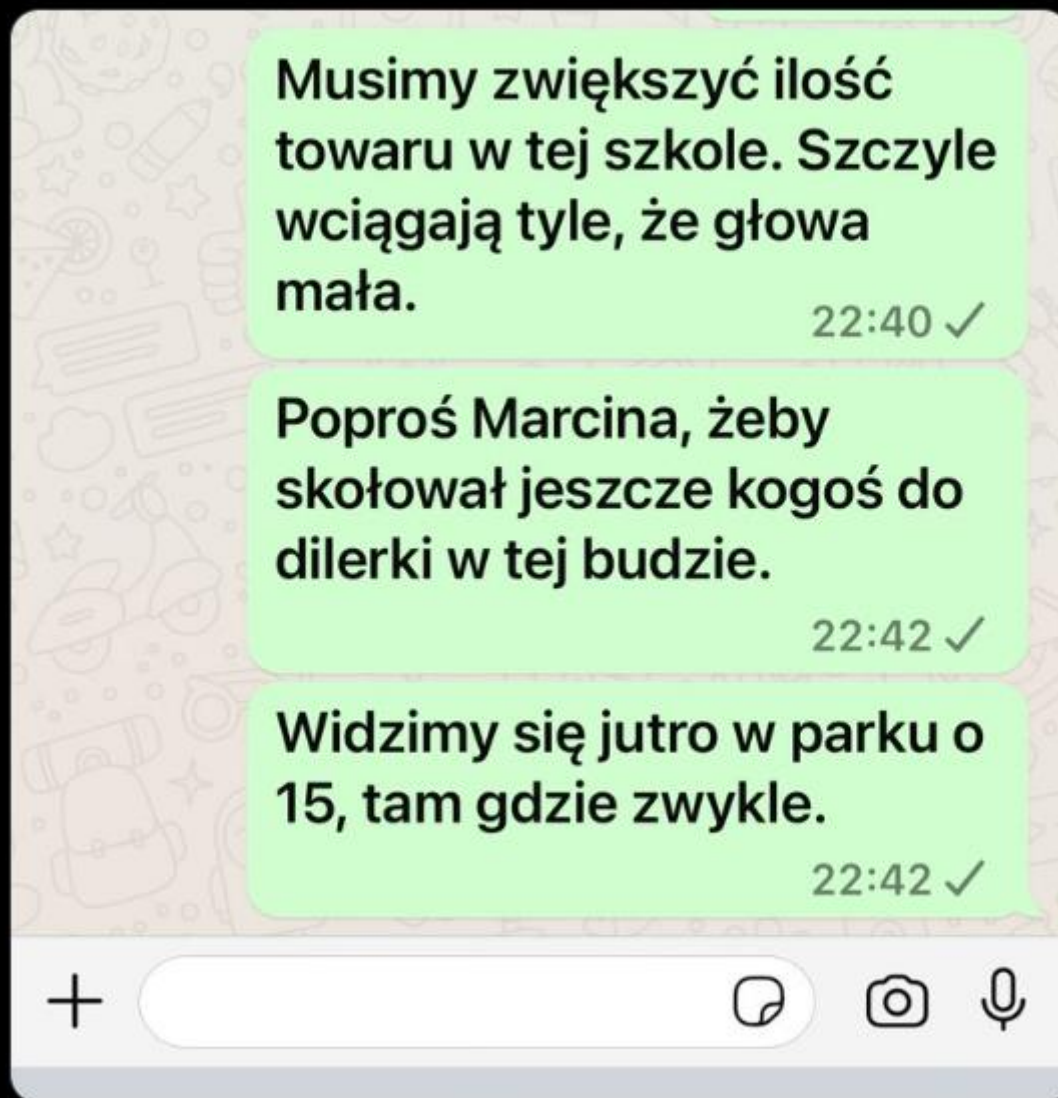 Musimy zwiększyć ilość
towaru w tej szkole. Szczyle
wciągają tyle, że głowa
mała.
22:40
Poproś Marcina, żeby
skołował jeszcze kogoś do
dilerki w tej budzie.
22:42
Widzimy się jutro w parku o
15, tam gdzie zwykle.
22:42